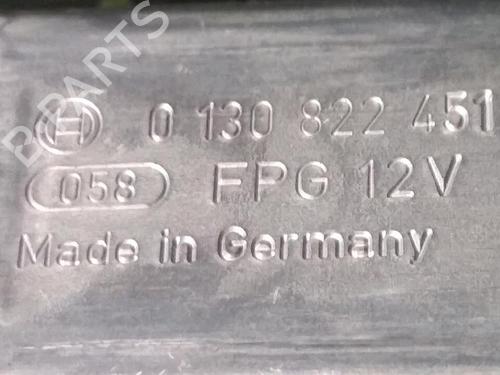 B-PARTS
0 130 822 451
058 FPG 12V
Made in Germany